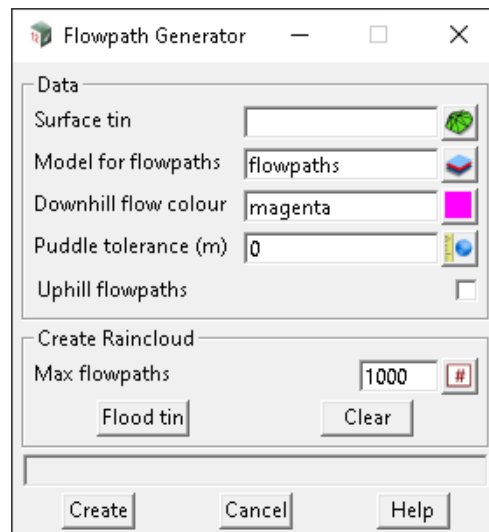 Flowpath Generator
Data
Surface tin
Model for flowpaths flowpaths
Downhill flow colour magenta
Puddle tolerance (m) 0
Uphill flowpaths
Create Raincloud
Max flowpaths 1000 #
Flood tin Clear
Create Cancel Help